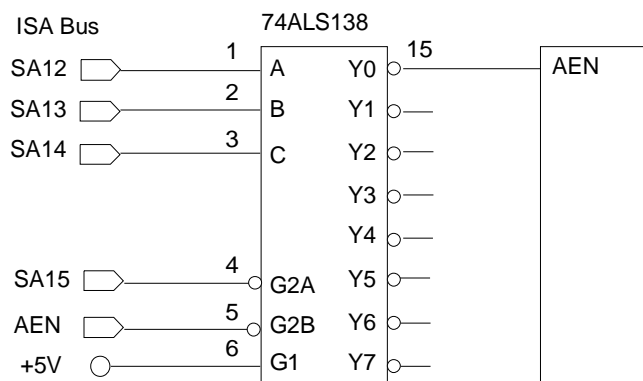 ISA Bus
74ALS138
SA12 1 A Y0 15 AEN
SA13 2 B Y1
SA14 3 C Y2
Y3
Y4
SA15 4 G2A Y5
AEN 5 G2B Y6
+5V 6 G1 Y7